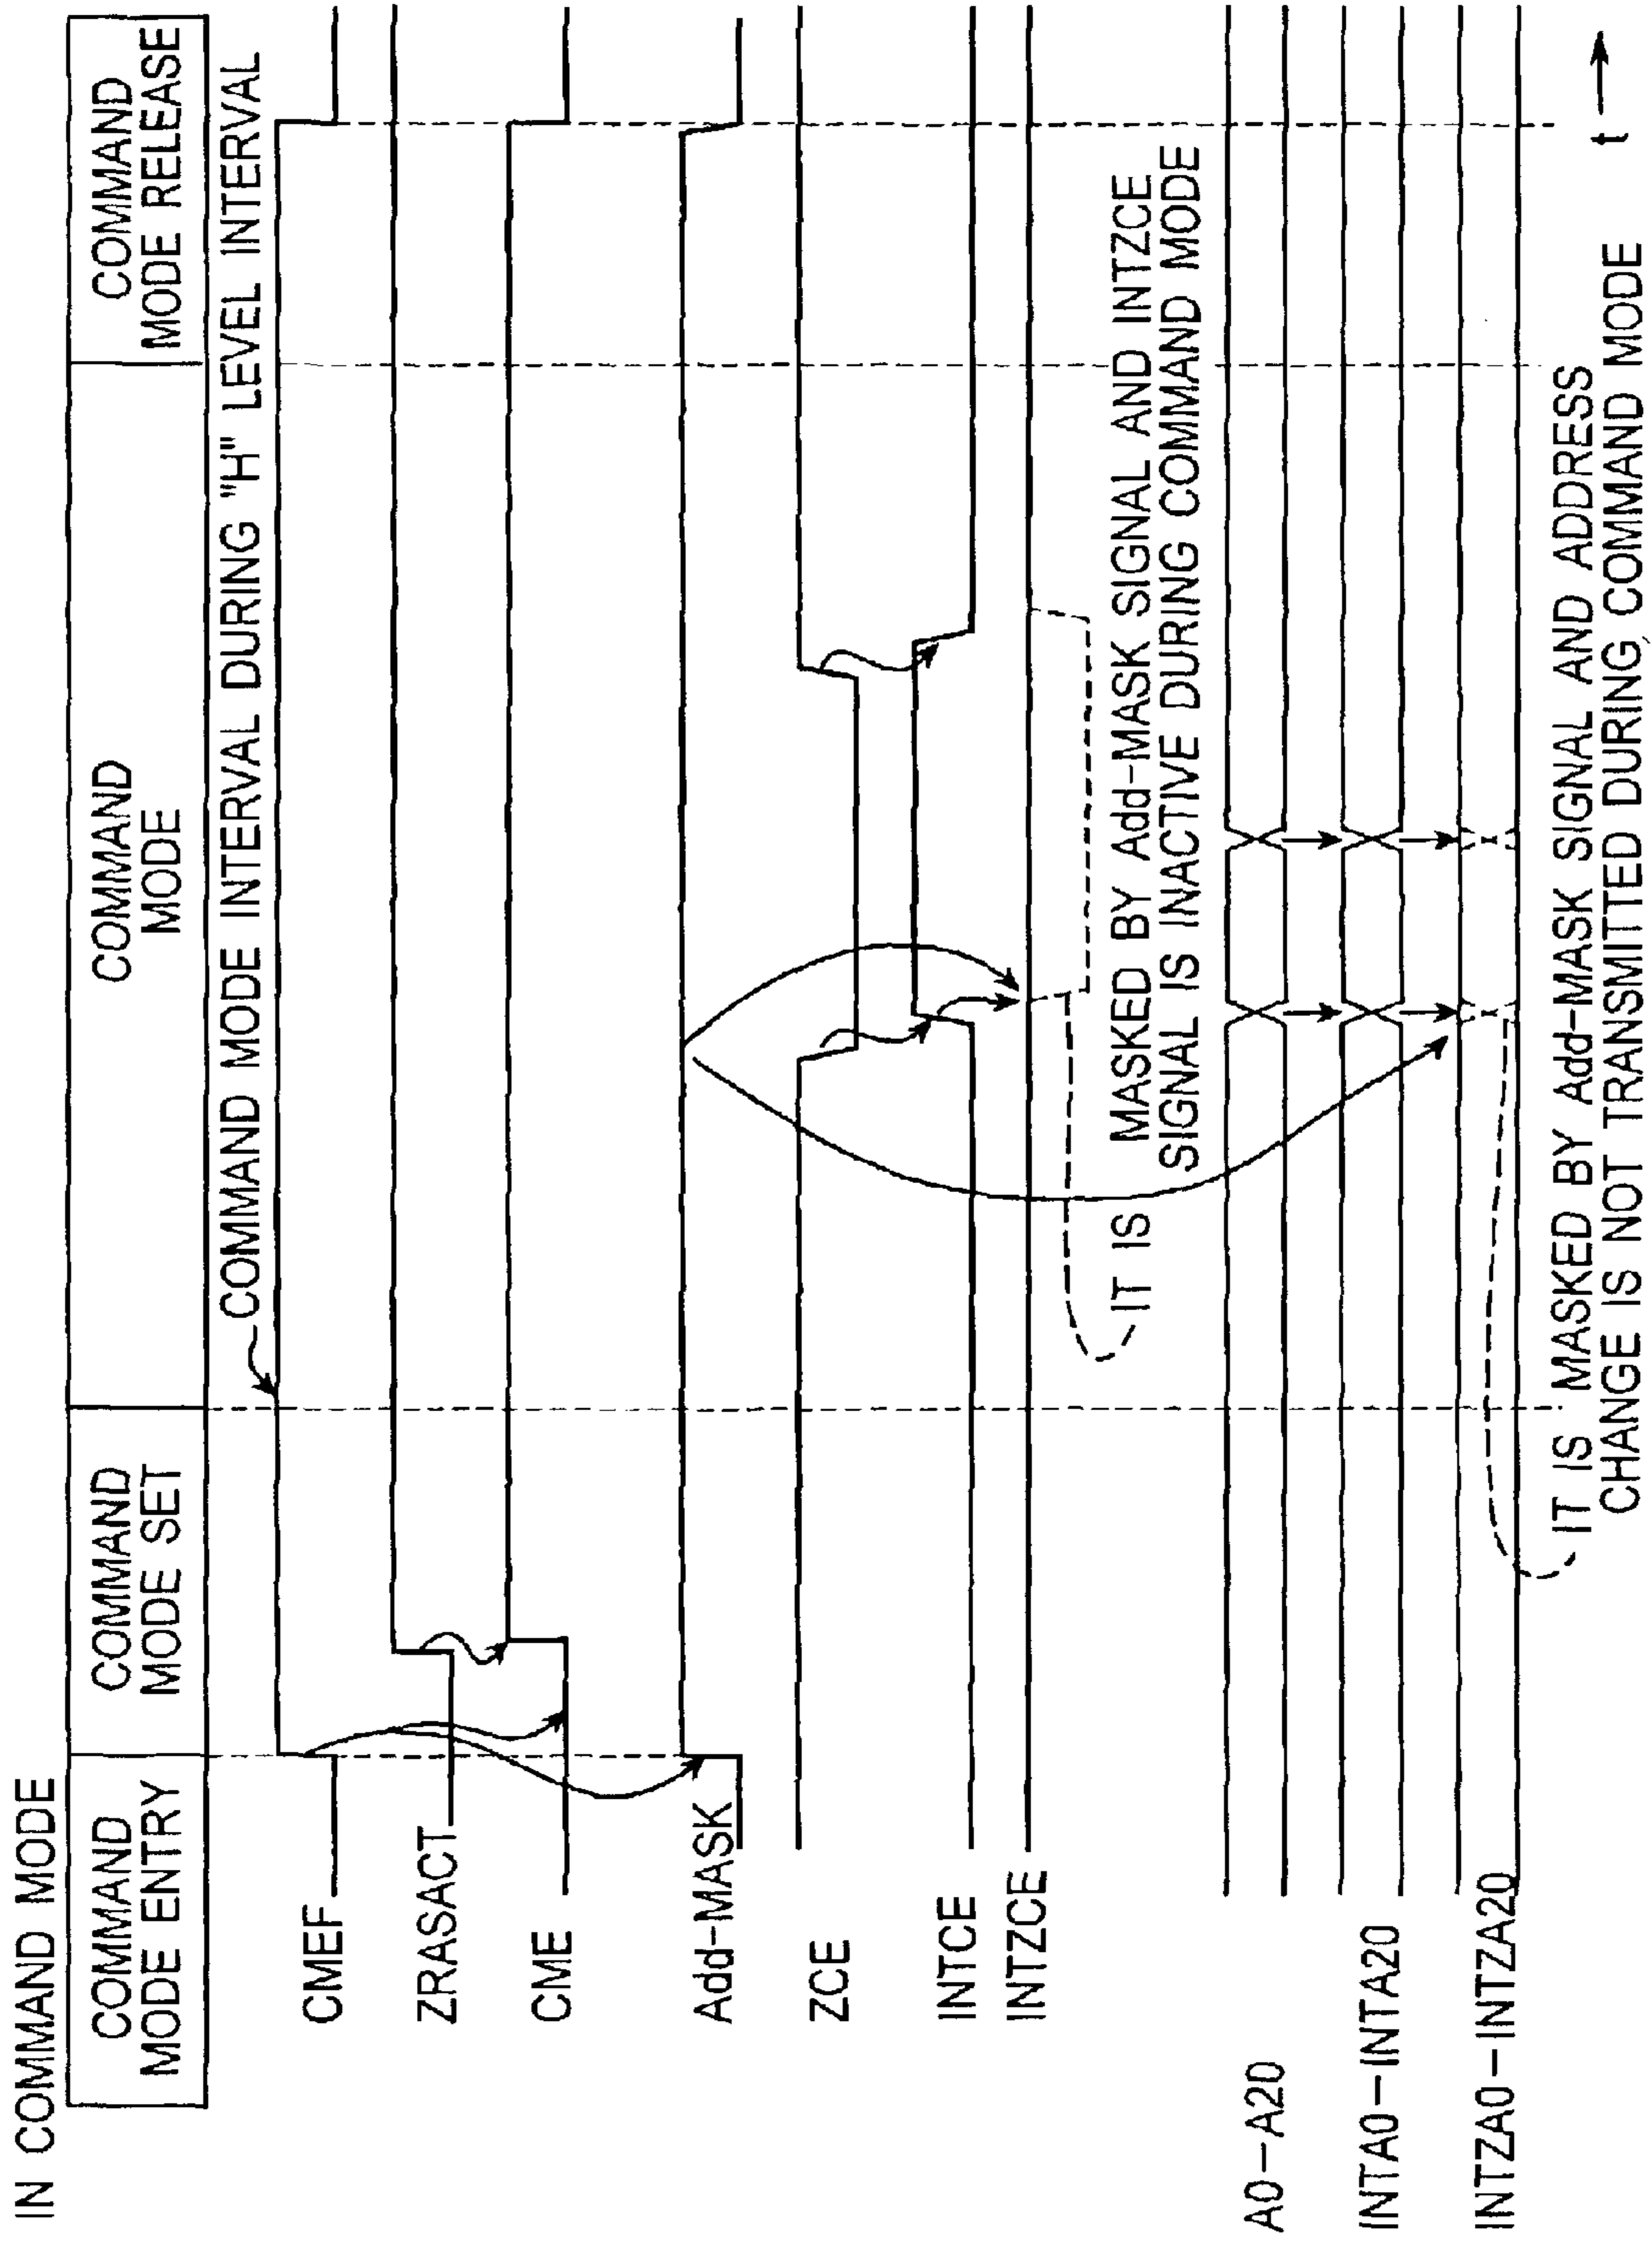 IN COMMAND MODE
COMMAND
MODE ENTRY
COMMAND
MODE SET
COMMAND
MODE
COMMAND
MODE RELEASE
COMMAND MODE INTERVAL DURING "H" LEVEL INTERVAL
CMEF
ZRASACT
CME
Add-MASK
ZCE
INTCE
INTZCE
IT IS MASKED BY Add-MASK SIGNAL AND INTZCE
SIGNAL IS INACTIVE DURING COMMAND MODE
A0-A20
INTA0-INTA20
INTZA0-INTZA20
IT IS MASKED BY Add-MASK SIGNAL AND ADDRESS
CHANGE IS NOT TRANSMITTED DURING COMMAND MODE
t